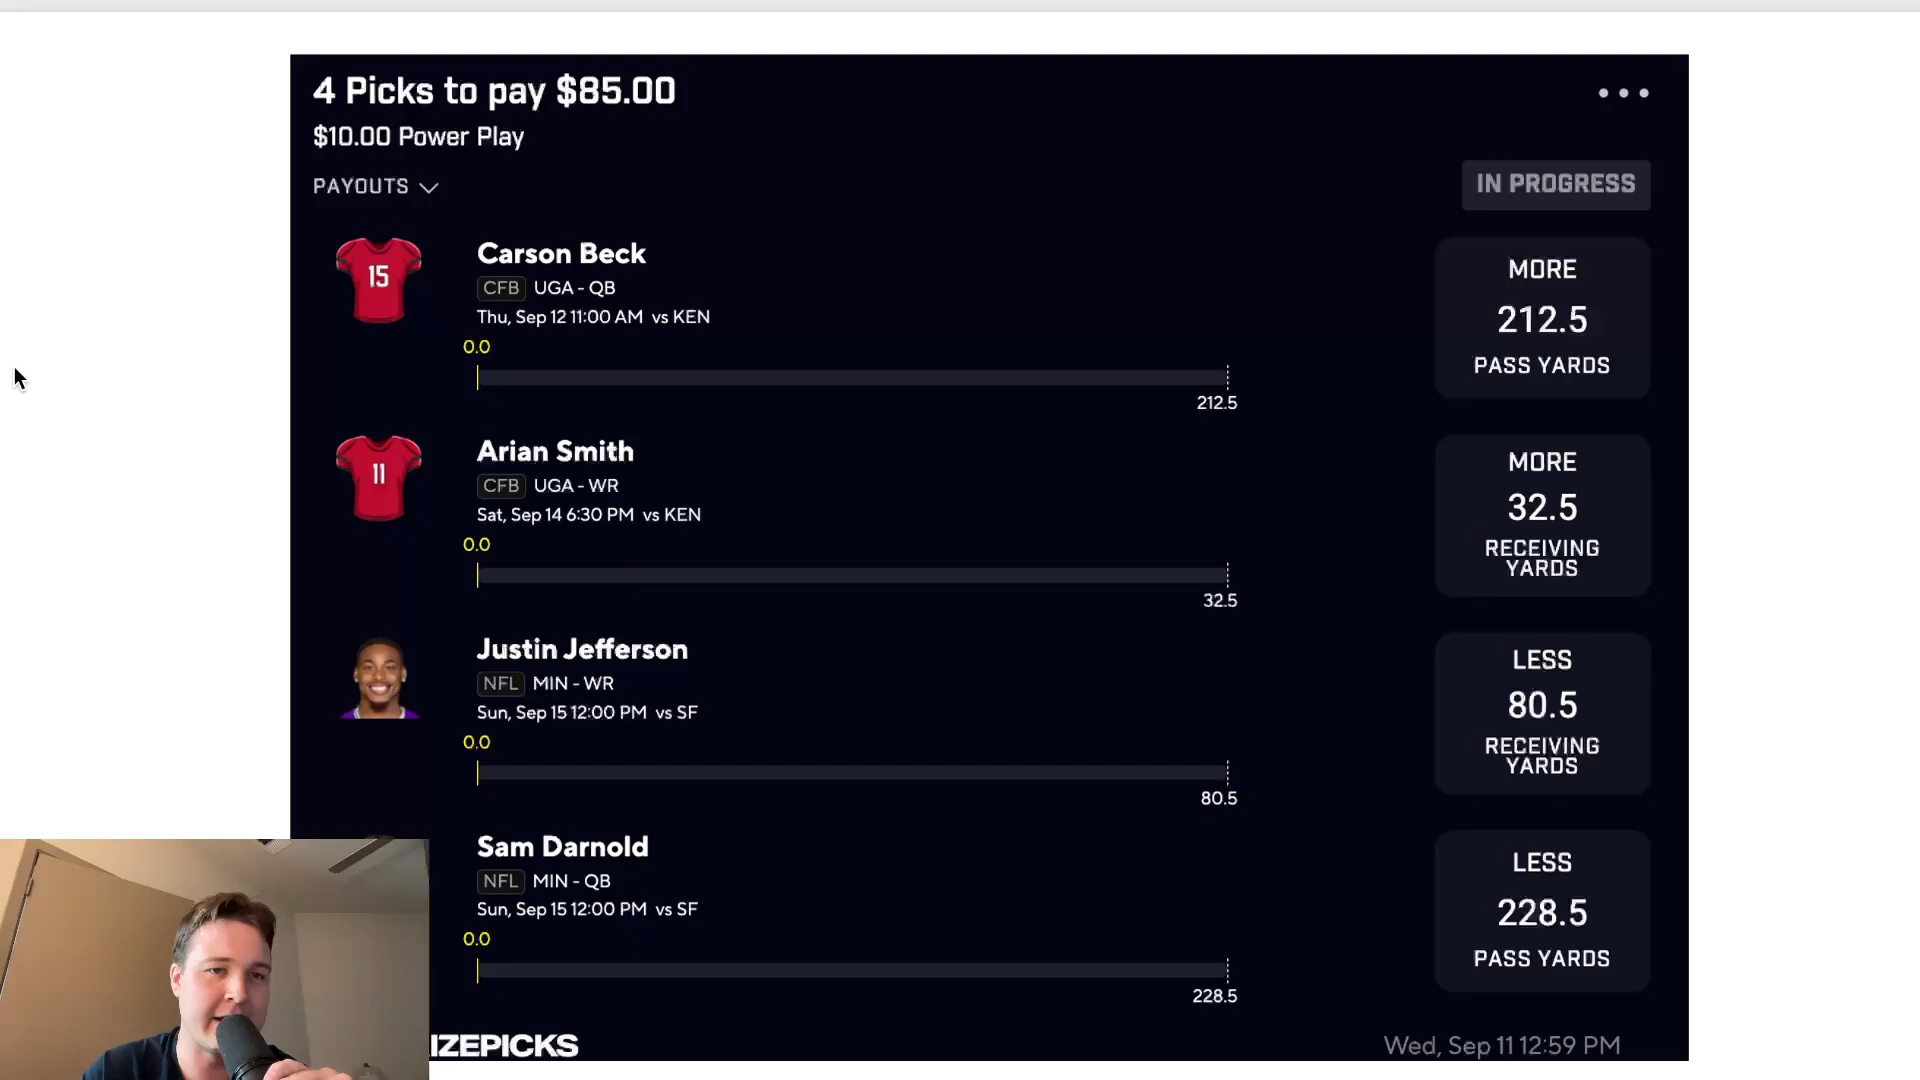 4 Picks to pay $85.00
$10.00 Power Play
PAYOUTS
IN PROGRESS
15
Carson Beck
CFB UGA - QB
Thu, Sep 12 11:00 AM vs KEN
0.0
212.5
MORE
212.5
PASS YARDS
11
Arian Smith
CFB UGA - WR
Sat, Sep 14 6:30 PM vs KEN
0.0
32.5
MORE
32.5
RECEIVING
YARDS
Justin Jefferson
NFL MIN - WR
Sun, Sep 15 12:00 PM vs SF
0.0
80.5
LESS
80.5
RECEIVING
YARDS
Sam Darnold
NFL MIN - QB
Sun, Sep 15 12:00 PM vs SF
0.0
228.5
LESS
228.5
PASS YARDS
IZEPICKS
Wed, Sep 11 12:59 PM